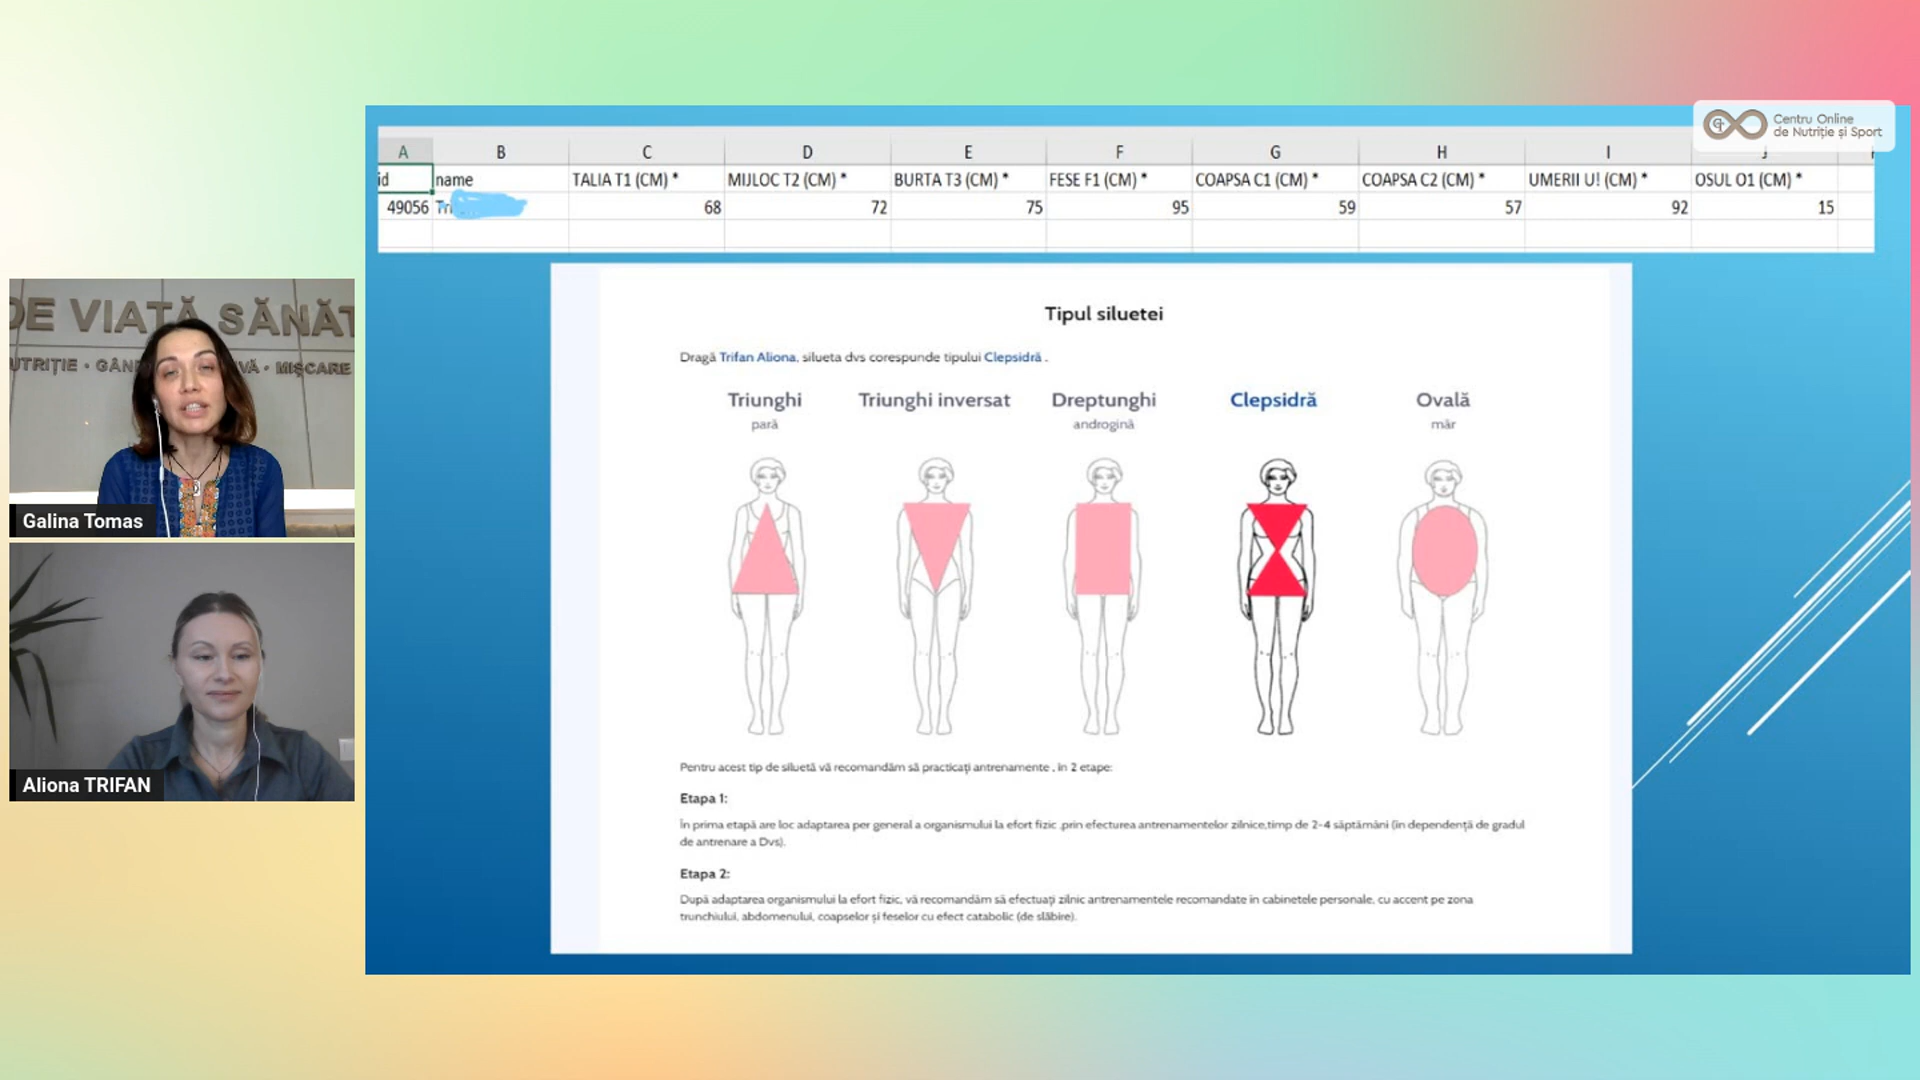 Centru Online
de Nutriție și Sport
A B C D E F G H I J
id name TALIA T1 (CM) * MIJLOC T2 (CM) * BURTA T3 (CM) * FESE F1 (CM) * COAPSA C1 (CM) * COAPSA C2 (CM) * UMERII U! (CM) * OSUL O1 (CM) *
49056 Tri 68 72 75 95 59 57 92 15
DE VIAȚĂ SĂNĂT
UTRIȚIE • GÂN VĂ • MIȘCARE
Galina Tomas
Aliona TRIFAN
Tipul siluetei
Dragă Trifan Aliona, silueta dvs corespunde tipului Clepsidră .
Triunghi Triunghi inversat Dreptunghi Clepsidră Ovală
pară androgină măr
Pentru acest tip de siluetă vă recomandăm să practicați antrenamente , în 2 etape:
Etapa 1:
În prima etapă are loc adaptarea per general a organismului la efort fizic ,prin efecturea antrenamentelor zilnice,timp de 2-4 săptămâni (în dependență de gradul
de antrenare a Dvs).
Etapa 2:
După adaptarea organismului la efort fizic, vă recomandăm să efectuați zilnic antrenamentele recomandate în cabinetele personale, cu accent pe zona
trunchiului, abdomenului, coapselor și feselor cu efect catabolic (de slăbire).